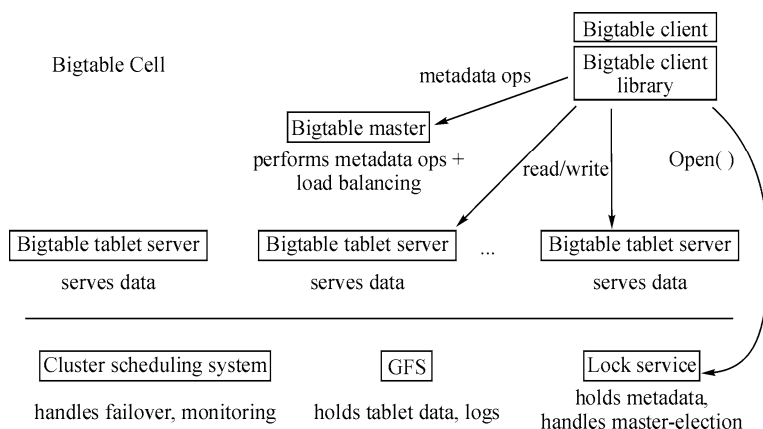 Bigtable Cell
Bigtable client
Bigtable client
library
metadata ops
Bigtable master
performs metadata ops +
load balancing
read/write
Open( )
Bigtable tablet server
serves data
Bigtable tablet server
serves data
...
Bigtable tablet server
serves data
Cluster scheduling system
handles failover, monitoring
GFS
holds tablet data, logs
Lock service
holds metadata,
handles master-election